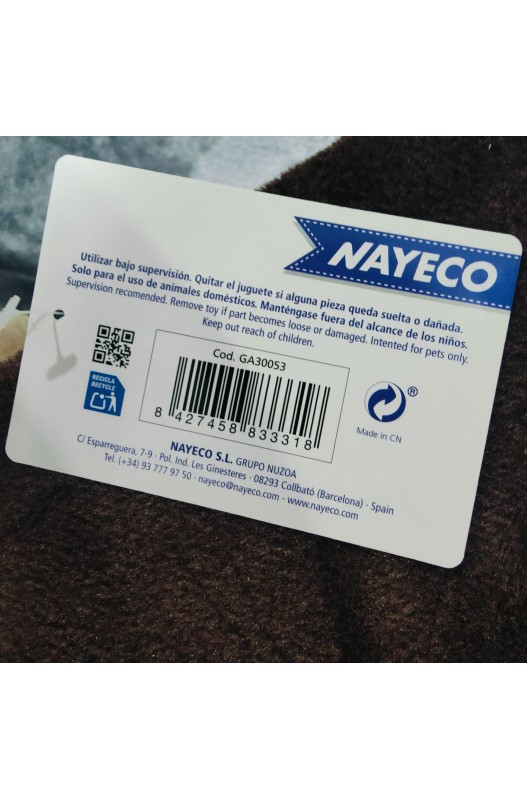 NAYECO
Utilizar bajo supervisión. Quitar el juguete si alguna pieza queda suelta o dañada.
Solo para el uso de animales domésticos. Manténgase fuera del alcance de los niños.
Supervision recomended. Remove toy if part becomes loose or damaged. Intented for pets only.
Keep out reach of children.
RECICLA
RECYCLE
Cod. GA30053
8 427458 833318
®
Made in CN
NAYECO S.L. GRUPO NUZOA
C/ Esparreguera, 7-9 · Pol. Ind. Les Ginesteres · 08293 Collbató (Barcelona) - Spain
Tel. (+34) 93 777 97 50 · nayeco@nayeco.com - www.nayeco.com